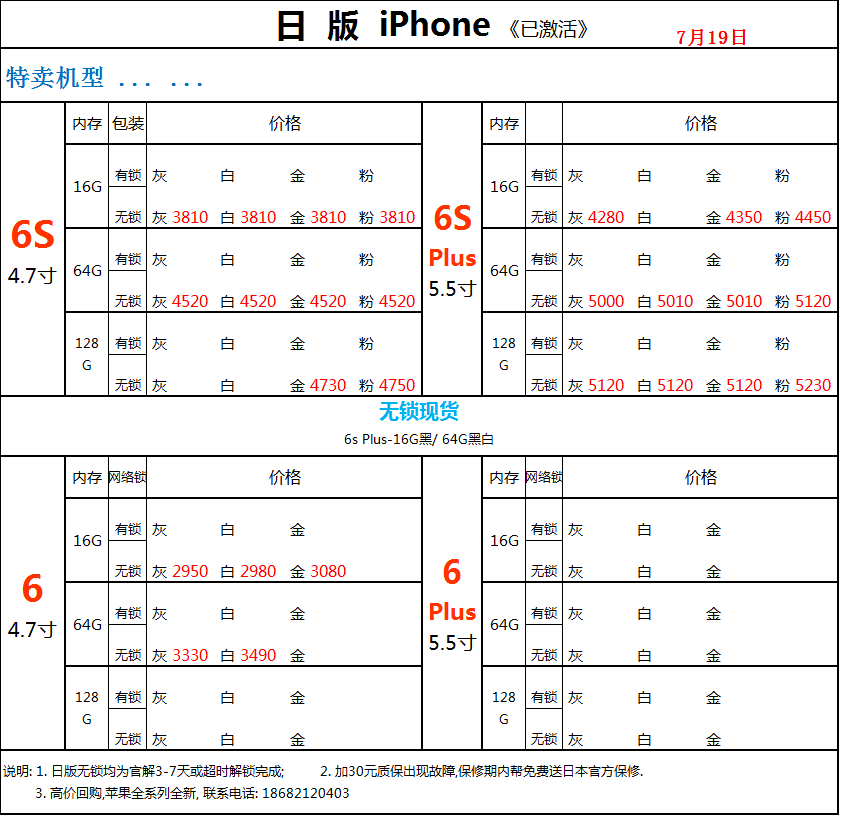 日 版 iPhone 《已激活》 7月19日
特卖机型 ... ...
内存 包装 价格 内存 价格
6S 4.7寸
16G 有锁 灰 白 金 粉
无锁 灰 3810 白 3810 金 3810 粉 3810
64G 有锁 灰 白 金 粉
无锁 灰 4520 白 4520 金 4520 粉 4520
128G 有锁 灰 白 金 粉
无锁 灰 白 金 4730 粉 4750
6S Plus 5.5寸
16G 有锁 灰 白 金 粉
无锁 灰 4280 白 金 4350 粉 4450
64G 有锁 灰 白 金 粉
无锁 灰 5000 白 5010 金 5010 粉 5120
128G 有锁 灰 白 金 粉
无锁 灰 5120 白 5120 金 5120 粉 5230
无锁现货
6s Plus-16G黑/ 64G黑白
内存 网络锁 价格 内存 网络锁 价格
6 4.7寸
16G 有锁 灰 白 金
无锁 灰 2950 白 2980 金 3080
64G 有锁 灰 白 金
无锁 灰 3330 白 3490 金
128G 有锁 灰 白 金
无锁 灰 白 金
6 Plus 5.5寸
16G 有锁 灰 白 金
无锁 灰 白 金
64G 有锁 灰 白 金
无锁 灰 白 金
128G 有锁 灰 白 金
无锁 灰 白 金
说明: 1. 日版无锁均为官解3-7天或超时解锁完成; 2. 加30元质保出现故障,保修期内帮免费送日本官方保修.
3. 高价回购,苹果全系列全新, 联系电话: 18682120403